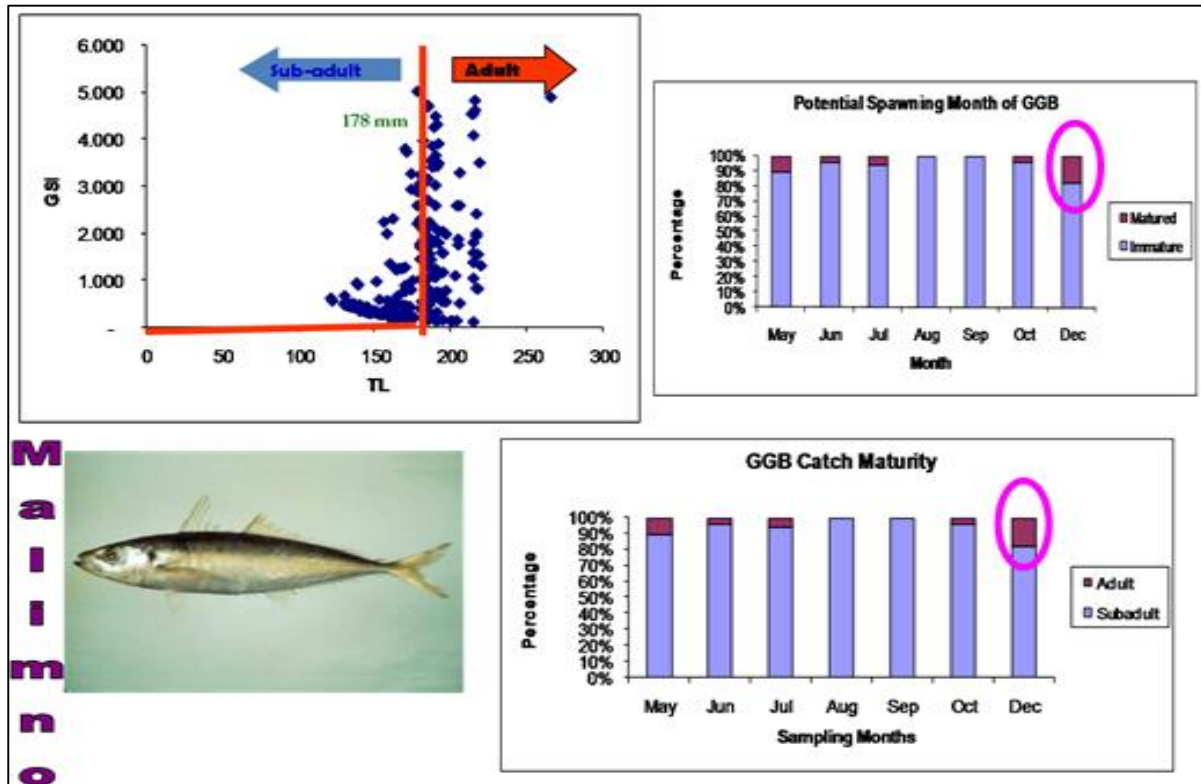 6.000
5.000
4.000
3.000
2.000
1.000
-
GSI
Sub-adult
Adult
178 mm
0 50 100 150 200 250 300
TL
Potential Spawning Month of GGB
100%
90%
80%
70%
60%
50%
40%
30%
20%
10%
0%
Percentage
May Jun Jul Aug Sep Oct Dec
Month
Matured
Immature
Malimno
GGB Catch Maturity
100%
90%
80%
70%
60%
50%
40%
30%
20%
10%
0%
Percentage
May Jun Jul Aug Sep Oct Dec
Sampling Months
Adult
Subadult